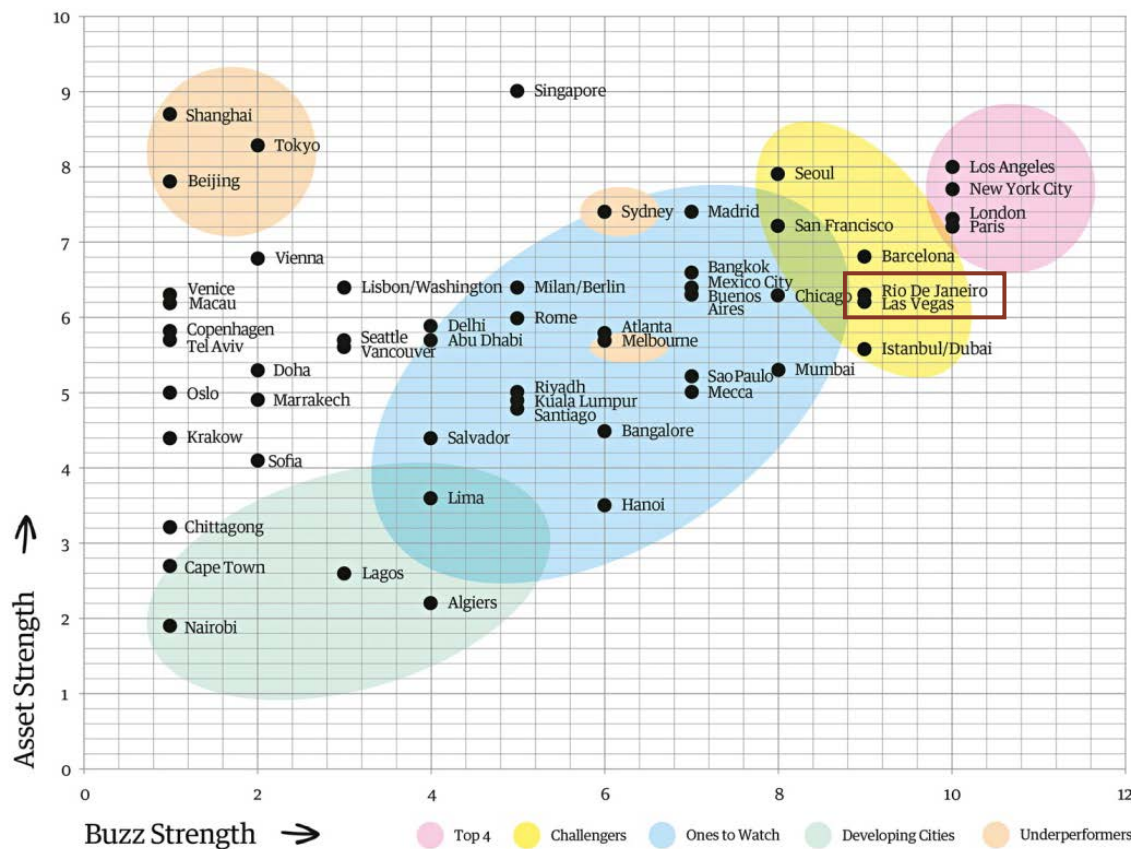 10
9
8
7
6
5
4
3
2
1
0
Asset Strength
Singapore
Shanghai
Tokyo
Beijing
Seoul
Los Angeles
New York City
London
Paris
Sydney
Madrid
San Francisco
Vienna
Barcelona
Bangkok
Mexico City
Buenos
Aires
Chicago
Venice
Macau
Lisbon/Washington
Milan/Berlin
Rio De Janeiro
Las Vegas
Rome
Copenhagen
Tel Aviv
Seattle
Vancouver
Delhi
Abu Dhabi
Atlanta
Melbourne
Istanbul/Dubai
Doha
Mumbai
Sao Paulo
Mecca
Oslo
Marrakech
Riyadh
Kuala Lumpur
Santiago
Krakow
Salvador
Bangalore
Sofia
Lima
Hanoi
Chittagong
Cape Town
Lagos
Algiers
Nairobi
0 2 4 6 8 10 12
Buzz Strength
Top 4 Challengers Ones to Watch Developing Cities Underperformers